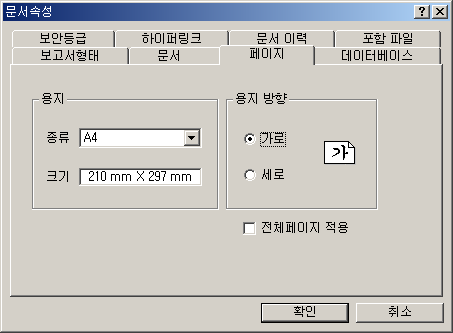 문서속성
보안등급 하이퍼링크 문서 이력 포함 파일
보고서형태 문서 페이지 데이터베이스
용지 용지 방향
종류 A4 가로
가
크기 210 mm X 297 mm 세로
전체페이지 적용
확인 취소